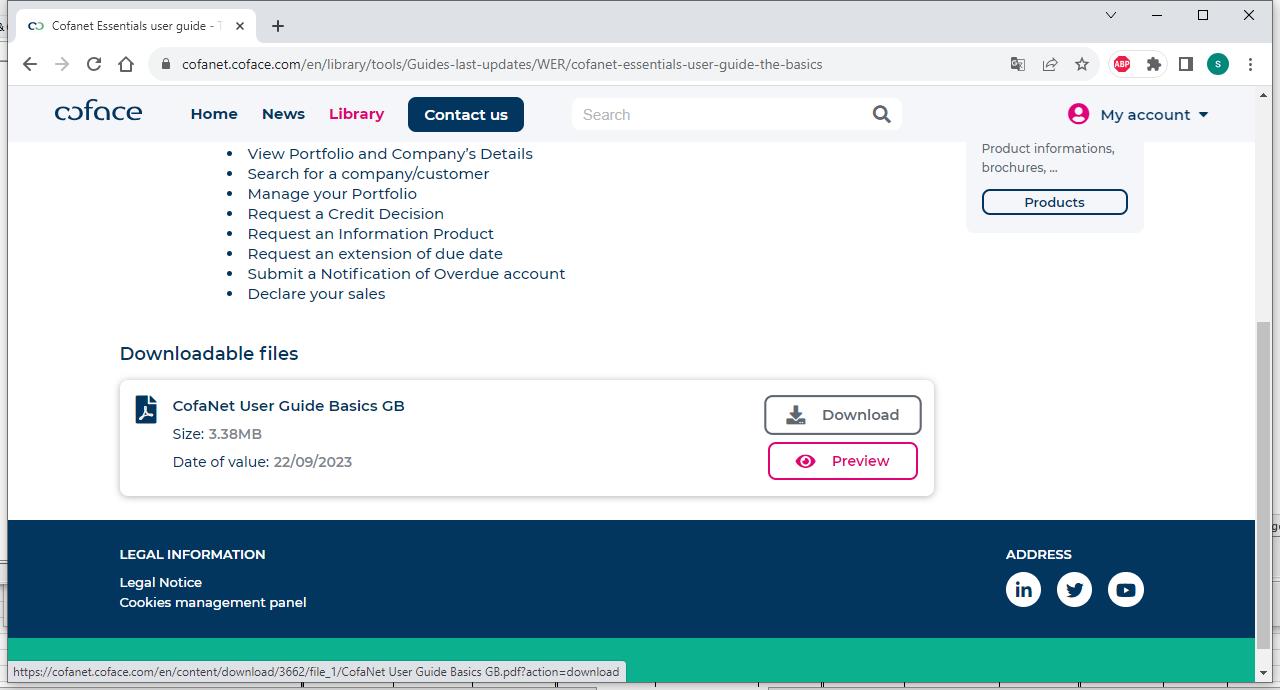 Cofanet Essentials user guide - T
cofanet.coface.com/en/library/tools/Guides-last-updates/WER/cofanet-essentials-user-guide-the-basics
ABP
S
coface
Home
News
Library
Contact us
Search
My account
View Portfolio and Company's Details
Search for a company/customer
Manage your Portfolio
Request a Credit Decision
Request an Information Product
Request an extension of due date
Submit a Notification of Overdue account
Declare your sales
Product informations,
brochures, ...
Products
Downloadable files
CofaNet User Guide Basics GB
Size: 3.38MB
Date of value: 22/09/2023
Download
Preview
LEGAL INFORMATION
Legal Notice
Cookies management panel
ADDRESS
in
https://cofanet.coface.com/en/content/download/3662/file_1/CofaNet User Guide Basics GB.pdf?action=download